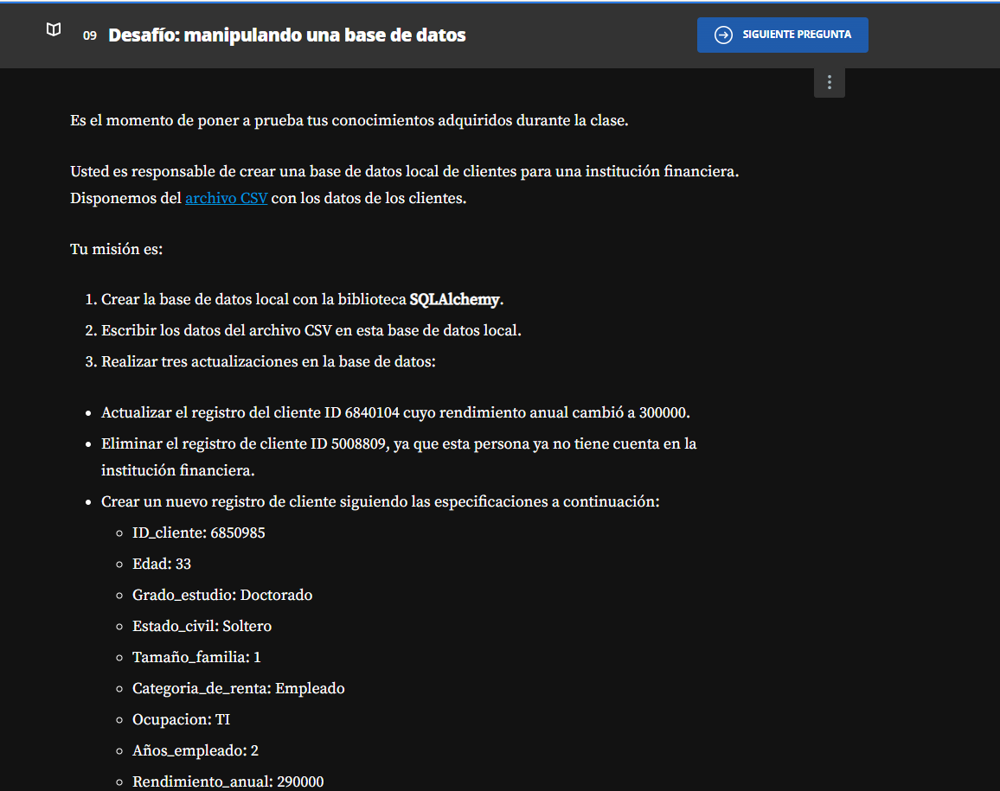 09 Desafío: manipulando una base de datos
SIGUIENTE PREGUNTA
Es el momento de poner a prueba tus conocimientos adquiridos durante la clase.
Usted es responsable de crear una base de datos local de clientes para una institución financiera.
Disponemos del archivo CSV con los datos de los clientes.
Tu misión es:
1. Crear la base de datos local con la biblioteca SQLAlchemy.
2. Escribir los datos del archivo CSV en esta base de datos local.
3. Realizar tres actualizaciones en la base de datos:
• Actualizar el registro del cliente ID 6840104 cuyo rendimiento anual cambió a 300000.
• Eliminar el registro de cliente ID 5008809, ya que esta persona ya no tiene cuenta en la
institución financiera.
• Crear un nuevo registro de cliente siguiendo las especificaciones a continuación:
◦ ID_cliente: 6850985
◦ Edad: 33
◦ Grado_estudio: Doctorado
◦ Estado_civil: Soltero
◦ Tamaño_familia: 1
◦ Categoria_de_renta: Empleado
◦ Ocupacion: TI
◦ Años_empleado: 2
◦ Rendimiento_anual: 290000